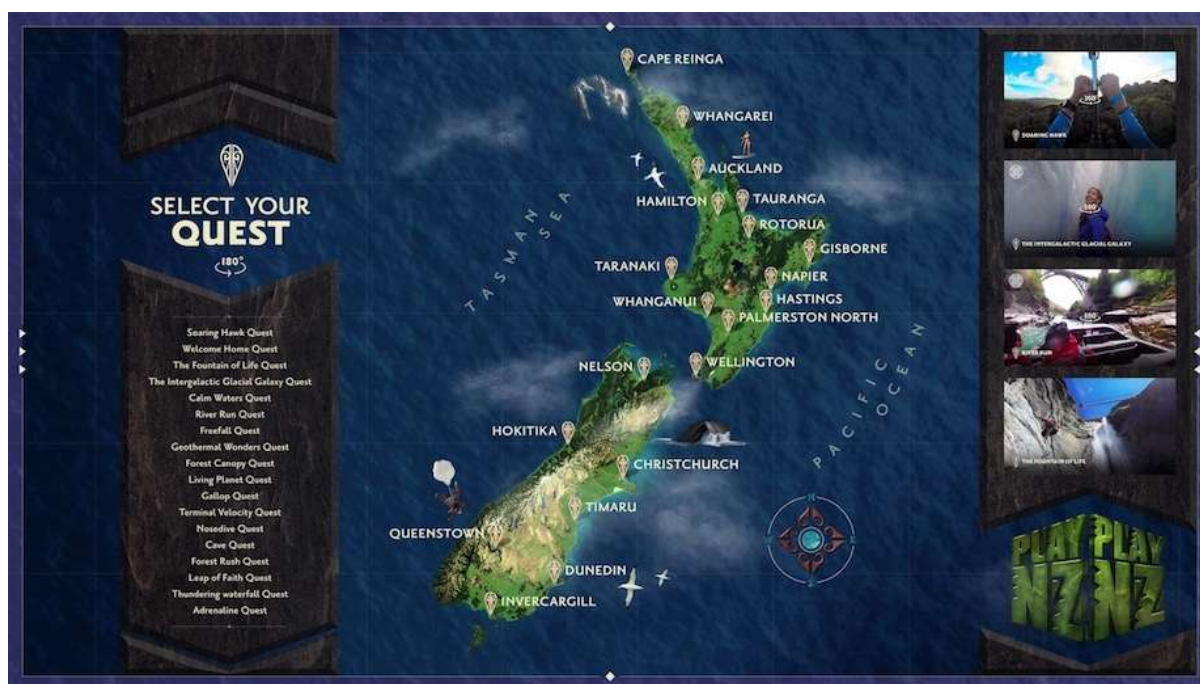 SELECT YOUR
QUEST
180°
Soaring Hawk Quest
Welcome Home Quest
The Fountain of Life Quest
The Intergalactic Glacial Galaxy Quest
Calm Waters Quest
River Run Quest
Freefall Quest
Geothermal Wonders Quest
Forest Canopy Quest
Living Planet Quest
Gallop Quest
Terminal Velocity Quest
Nosedive Quest
Cave Quest
Forest Rush Quest
Leap of Faith Quest
Thundering waterfall Quest
Adrenaline Quest
TASMAN
SEA
CAPE REINGA
WHANGAREI
AUCKLAND
HAMILTON
TAURANGA
ROTORUA
GISBORNE
TARANAKI
NAPIER
WHANGANUI
HASTINGS
PALMERSTON NORTH
NELSON
WELLINGTON
HOKITIKA
CHRISTCHURCH
TIMARU
QUEENSTOWN
DUNEDIN
INVERCARGILL
PACIFIC
OCEAN
SOARING HAWK
THE INTERGALACTIC GLACIAL GALAXY
RIVER RUN
THE FOUNTAIN OF LIFE
PLAY PLAY
NZ NZ